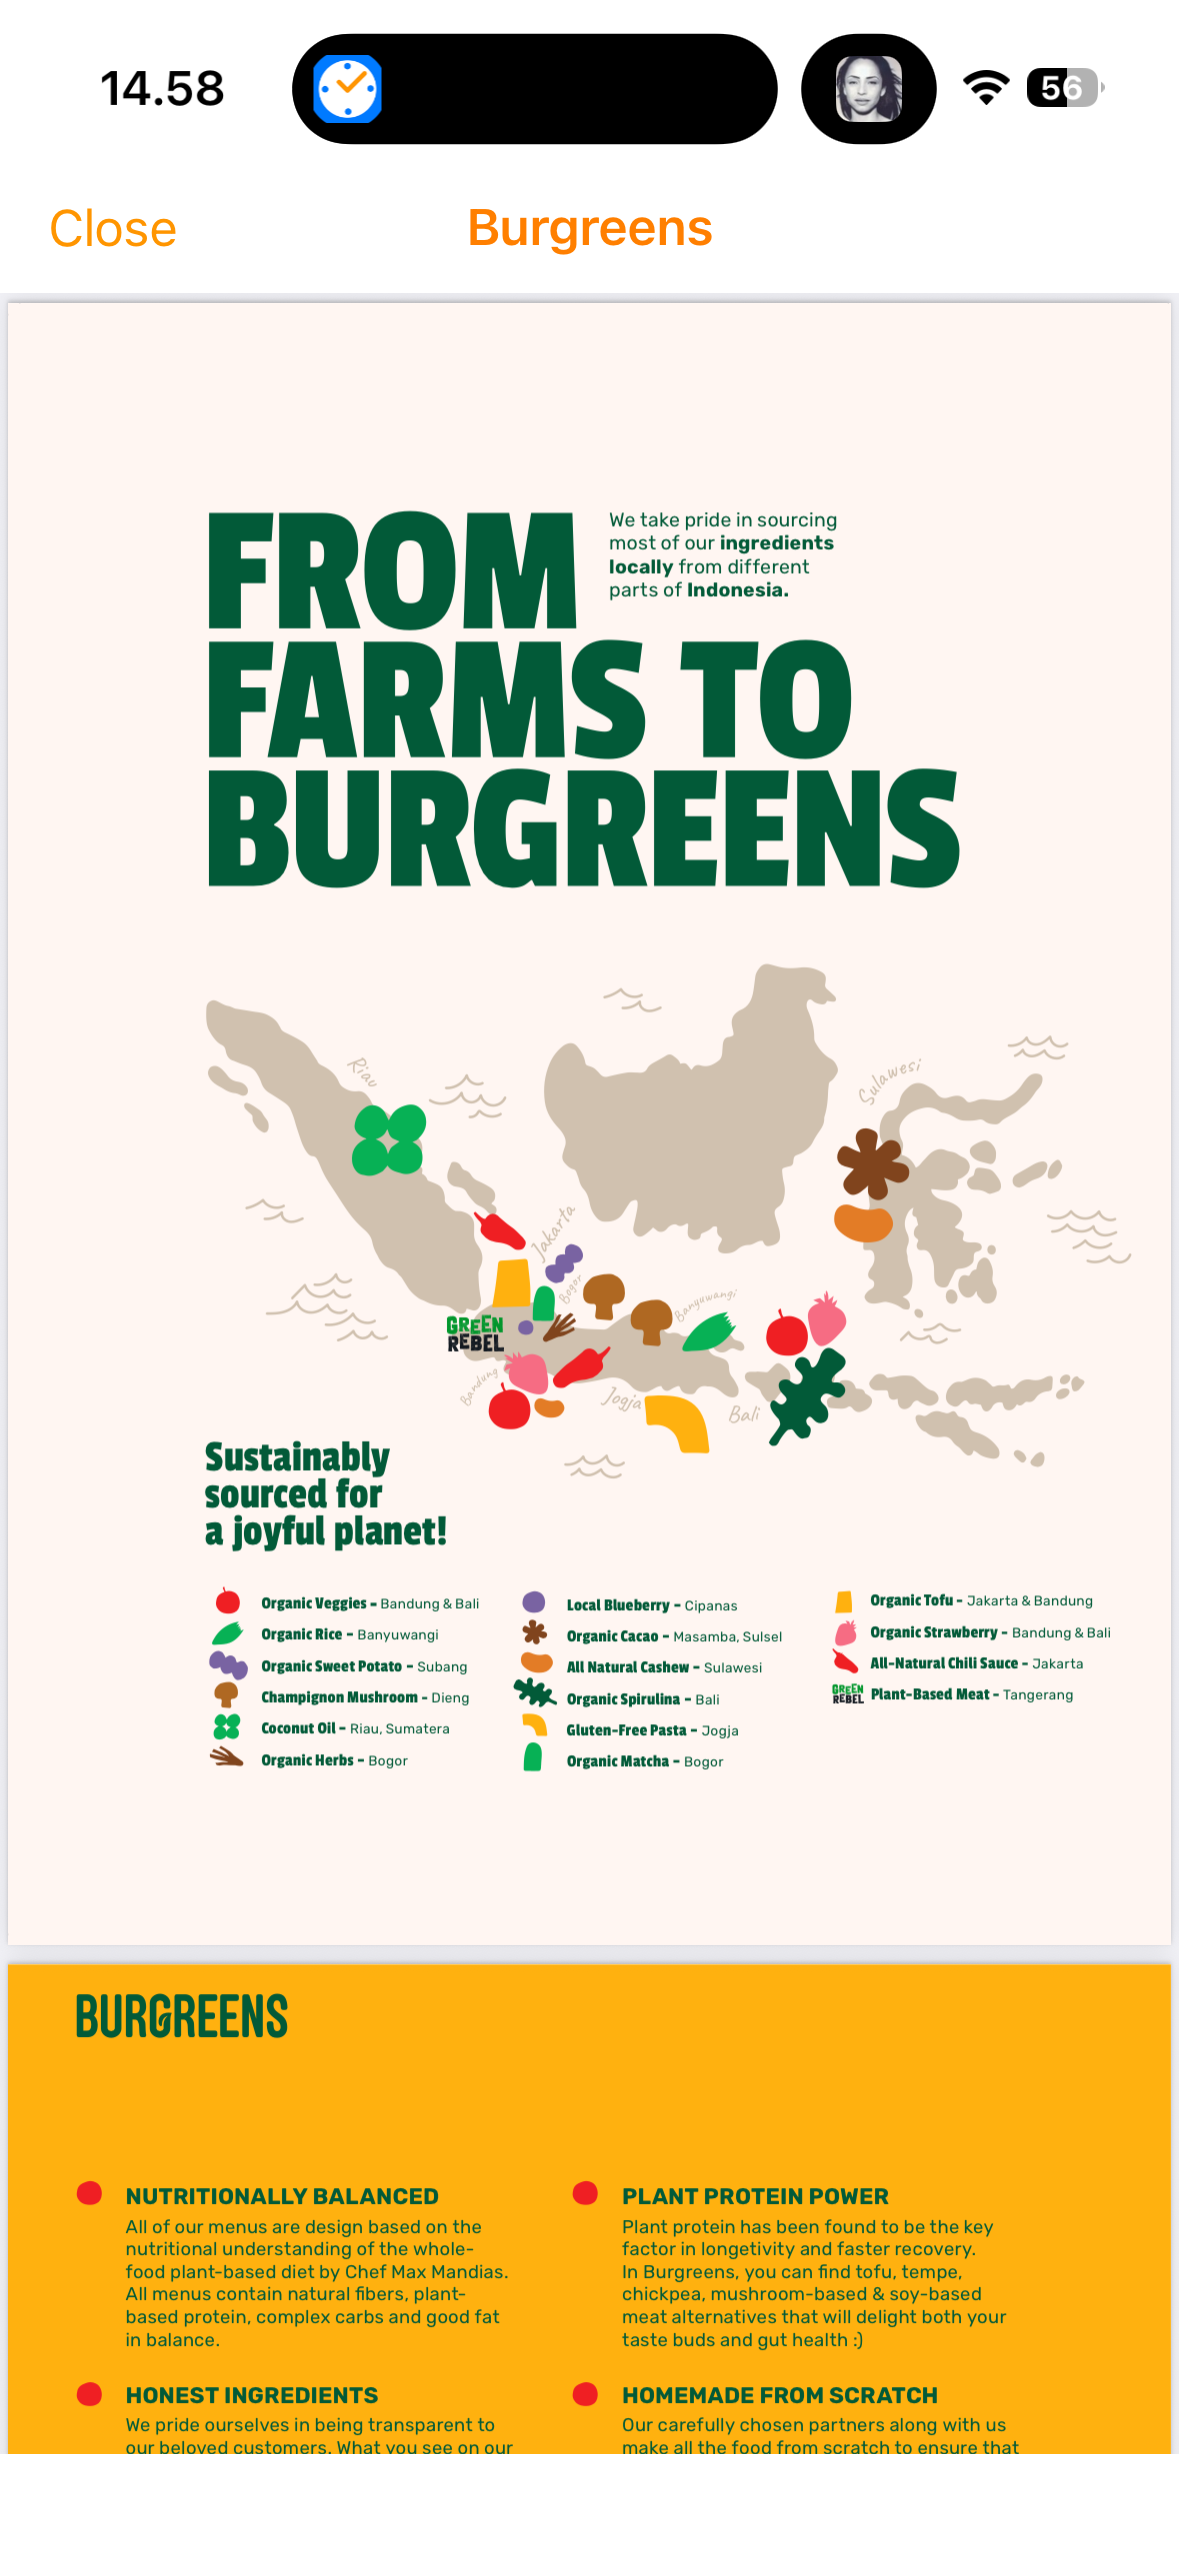 14.58
56
Close
Burgreens
FROM
FARMS TO
BURGREENS
We take pride in sourcing
most of our ingredients
locally from different
parts of Indonesia.
Riau
Sulawesi
Jakarta
Bogor
Banyuwangi
GREEN
REBEL
Bandung
Jogja
Bali
Sustainably
sourced for
a joyful planet!
Organic Veggies - Bandung & Bali
Organic Rice - Banyuwangi
Organic Sweet Potato - Subang
Champignon Mushroom - Dieng
Coconut Oil - Riau, Sumatera
Organic Herbs - Bogor
Local Blueberry - Cipanas
Organic Cacao - Masamba, Sulsel
All Natural Cashew - Sulawesi
Organic Spirulina - Bali
Gluten-Free Pasta - Jogja
Organic Matcha - Bogor
Organic Tofu - Jakarta & Bandung
Organic Strawberry - Bandung & Bali
All-Natural Chili Sauce - Jakarta
GREEN
REBEL
Plant-Based Meat - Tangerang
BURGREENS
NUTRITIONALLY BALANCED
All of our menus are design based on the
nutritional understanding of the whole-
food plant-based diet by Chef Max Mandias.
All menus contain natural fibers, plant-
based protein, complex carbs and good fat
in balance.
PLANT PROTEIN POWER
Plant protein has been found to be the key
factor in longetivity and faster recovery.
In Burgreens, you can find tofu, tempe,
chickpea, mushroom-based & soy-based
meat alternatives that will delight both your
taste buds and gut health :)
HONEST INGREDIENTS
We pride ourselves in being transparent to
our beloved customers. What you see on our
HOMEMADE FROM SCRATCH
Our carefully chosen partners along with us
make all the food from scratch to ensure that